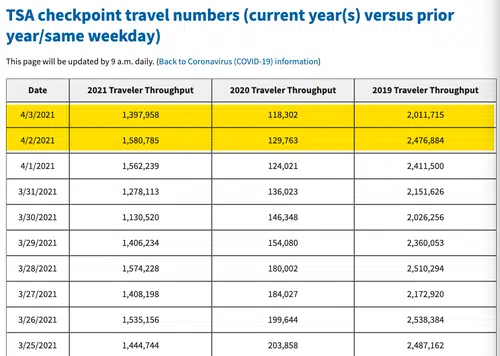 TSA checkpoint travel numbers (current year(s) versus prior
year/same weekday)
This page will be updated by 9 a.m. daily. (Back to Coronavirus (COVID-19) information)
Date 2021 Traveler Throughput 2020 Traveler Throughput 2019 Traveler Throughput
4/3/2021 1,397,958 118,302 2,011,715
4/2/2021 1,580,785 129,763 2,476,884
4/1/2021 1,562,239 124,021 2,411,500
3/31/2021 1,278,113 136,023 2,151,626
3/30/2021 1,130,520 146,348 2,026,256
3/29/2021 1,406,234 154,080 2,360,053
3/28/2021 1,574,228 180,002 2,510,294
3/27/2021 1,408,198 184,027 2,172,920
3/26/2021 1,535,156 199,644 2,538,384
3/25/2021 1,444,744 203,858 2,487,162